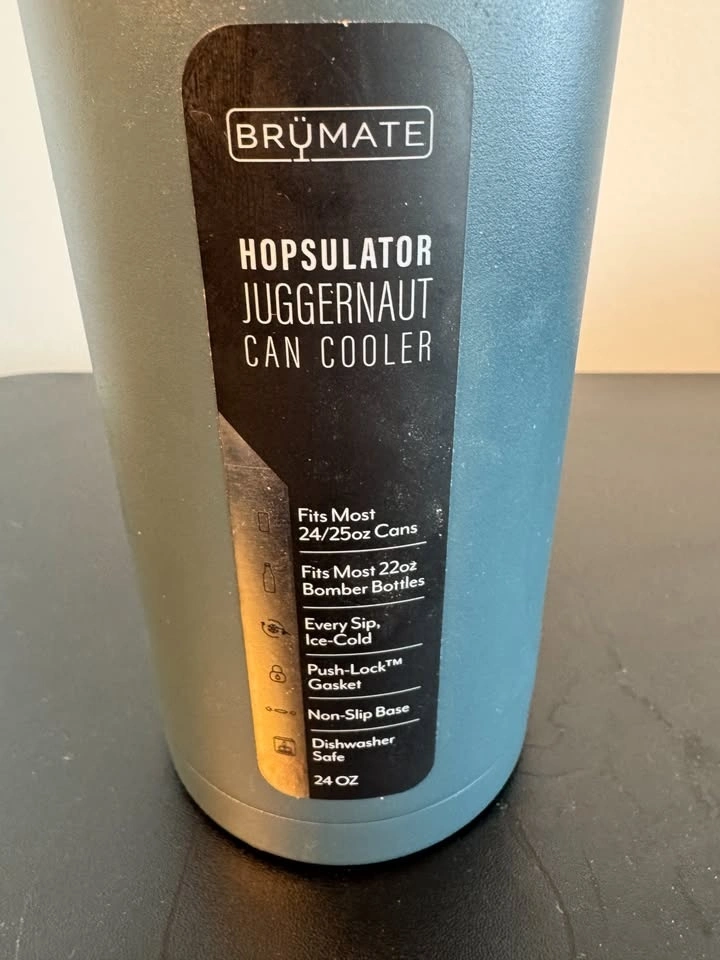 BRÜMATE
HOPSULATOR
JUGGERNAUT
CAN COOLER
Fits Most
24/25oz Cans
Fits Most 22oz
Bomber Bottles
Every Sip,
Ice-Cold
Push-Lock™
Gasket
Non-Slip Base
Dishwasher
Safe
24 OZ